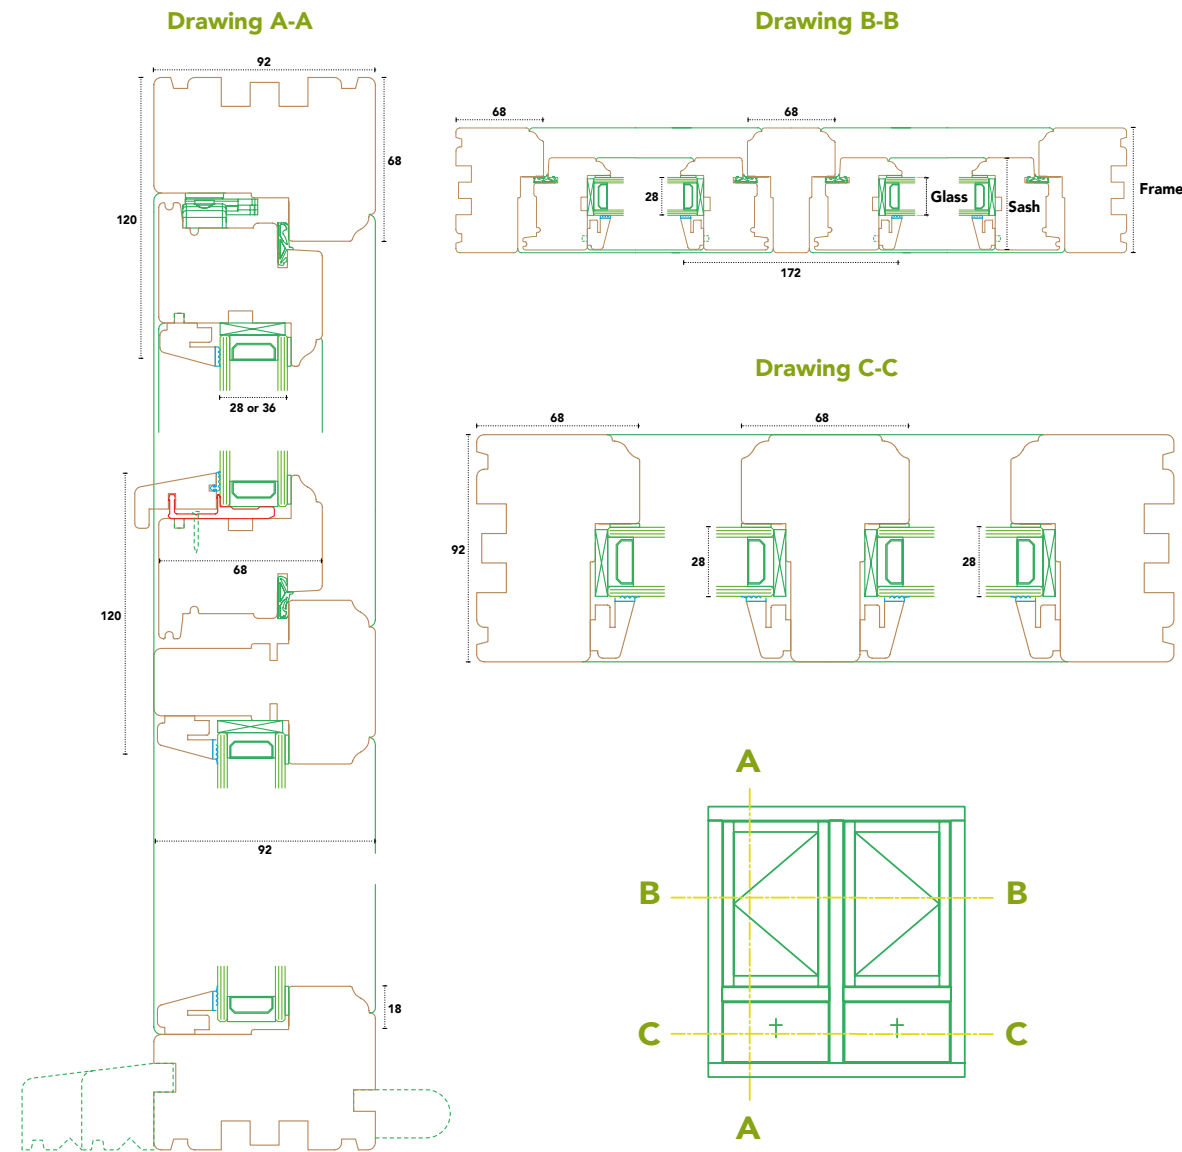 Drawing A-A
92
68
120
28 or 36
68
120
92
18
Drawing B-B
68
68
28
Glass
Sash
Frame
172
Drawing C-C
68
68
92
28
28
A
B
B
C
C
A